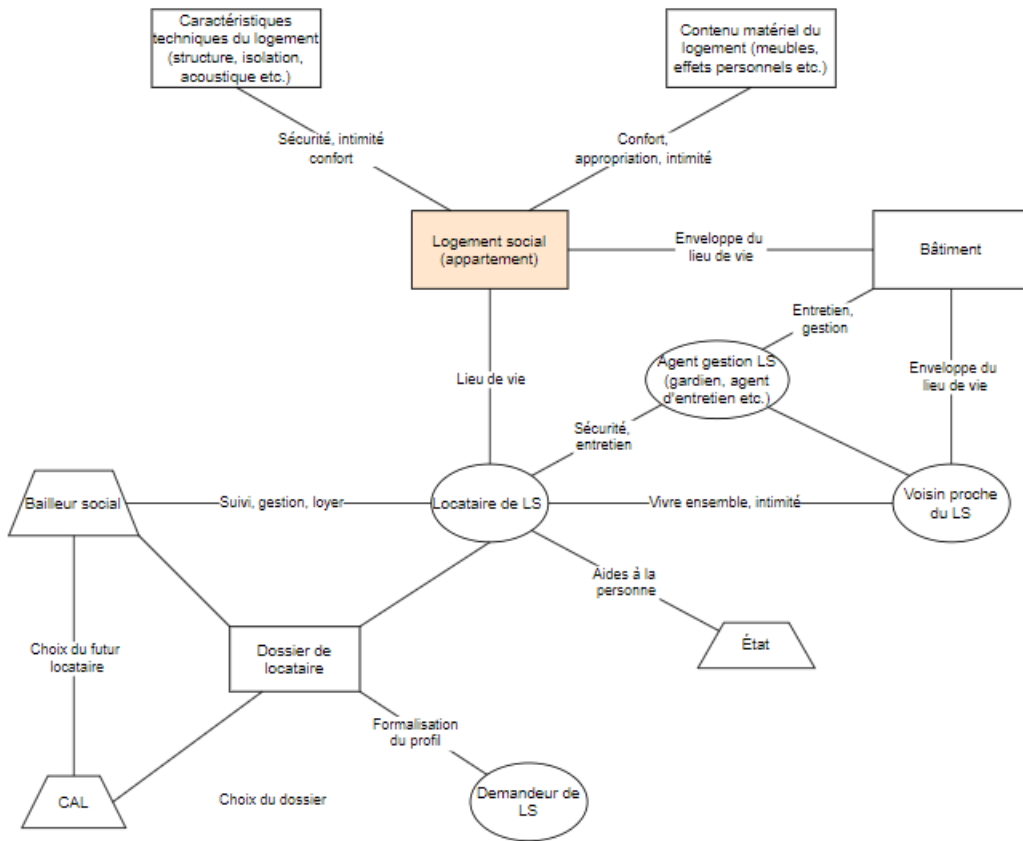 Caractéristiques
techniques du logement
(structure, isolation,
acoustique etc.)
Contenu matériel du
logement (meubles,
effets personnels etc.)
Sécurité, intimité
confort
Confort,
appropriation, intimité
Logement social
(appartement)
Enveloppe du
lieu de vie
Bâtiment
Entretien,
gestion
Agent gestion LS
(gardien, agent
d'entretien etc.)
Enveloppe du
lieu de vie
Lieu de vie
Sécurité,
entretien
Bailleur social
Suivi, gestion, loyer
Locataire de LS
Vivre ensemble, intimité
Voisin proche
du LS
Aides à la
personne
Choix du futur
locataire
Dossier de
locataire
État
Formalisation
du profil
CAL
Choix du dossier
Demandeur de
LS